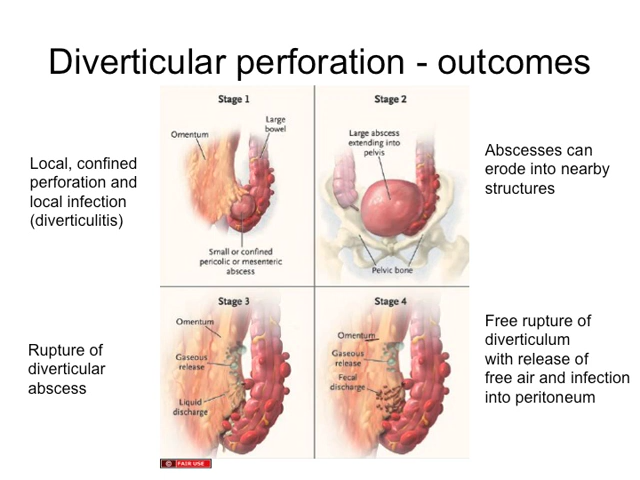 Diverticular perforation - outcomes
Stage 1
Omentum
Large
bowel
Small or confined
pericolic or mesenteric
abscess
Local, confined
perforation and
local infection
(diverticulitis)
Stage 2
Large abscess
extending into
pelvis
Pelvic bone
Abscesses can
erode into nearby
structures
Stage 3
Omentum
Gaseous
release
Liquid
discharge
Rupture of
diverticular
abscess
Stage 4
Omentum
Gaseous
release
Fecal
discharge
Free rupture of
diverticulum
with release of
free air and infection
into peritoneum
© FAIR USE